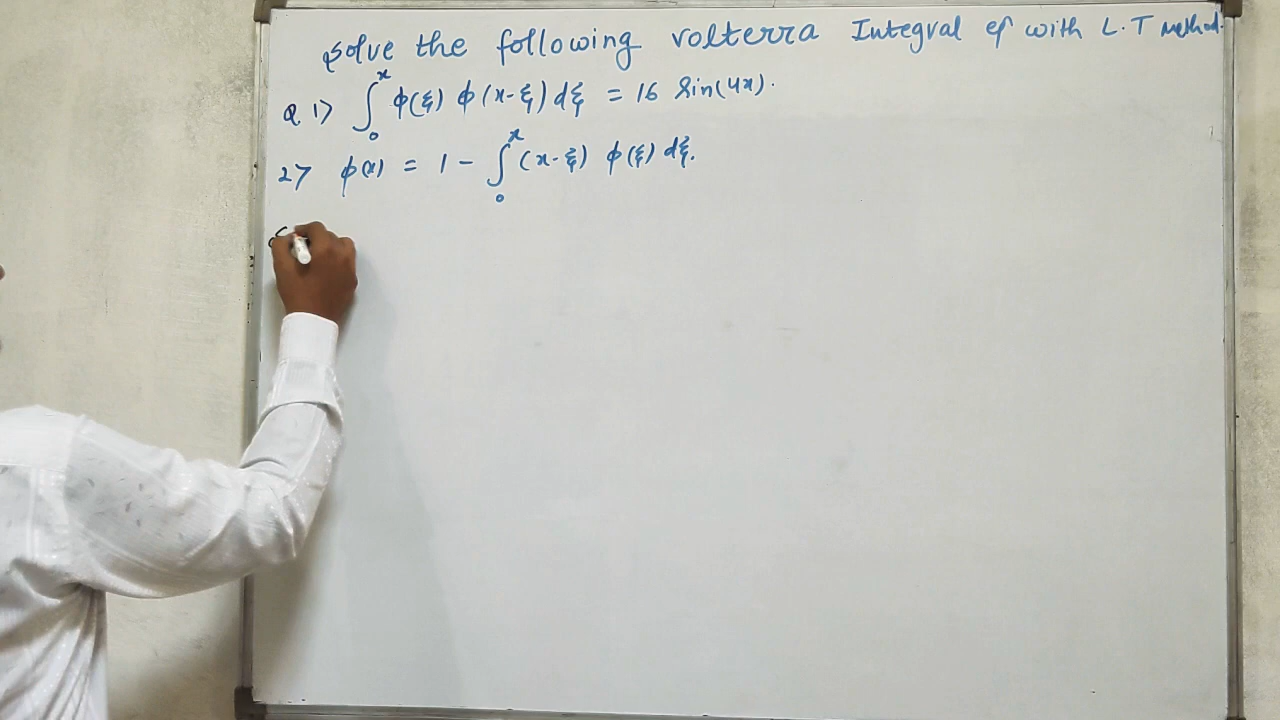 Solve the following volterra Integral eq with L.T method.
Q.1> ∫₀ˣ ϕ(ξ) ϕ(x-ξ) dξ = 16 sin(4x).
2> ϕ(x) = 1 - ∫₀ˣ (x-ξ) ϕ(ξ) dξ.